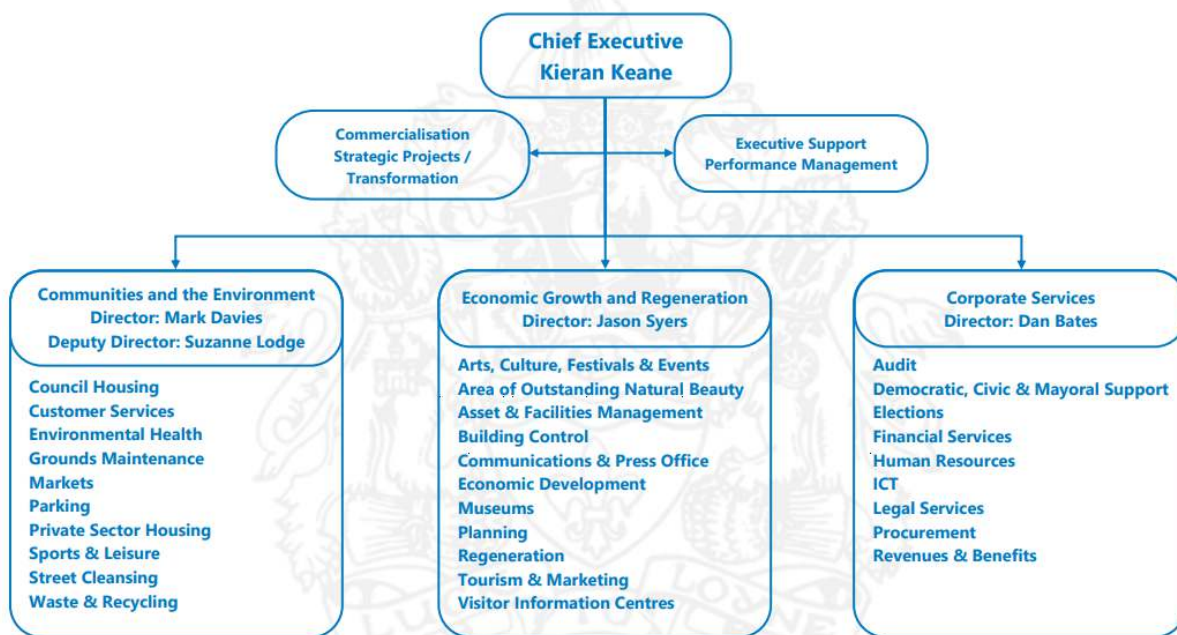 Chief Executive
Kieran Keane
Commercialisation
Strategic Projects /
Transformation
Executive Support
Performance Management
Communities and the Environment
Director: Mark Davies
Deputy Director: Suzanne Lodge
Council Housing
Customer Services
Environmental Health
Grounds Maintenance
Markets
Parking
Private Sector Housing
Sports & Leisure
Street Cleansing
Waste & Recycling
Economic Growth and Regeneration
Director: Jason Syers
Arts, Culture, Festivals & Events
Area of Outstanding Natural Beauty
Asset & Facilities Management
Building Control
Communications & Press Office
Economic Development
Museums
Planning
Regeneration
Tourism & Marketing
Visitor Information Centres
Corporate Services
Director: Dan Bates
Audit
Democratic, Civic & Mayoral Support
Elections
Financial Services
Human Resources
ICT
Legal Services
Procurement
Revenues & Benefits